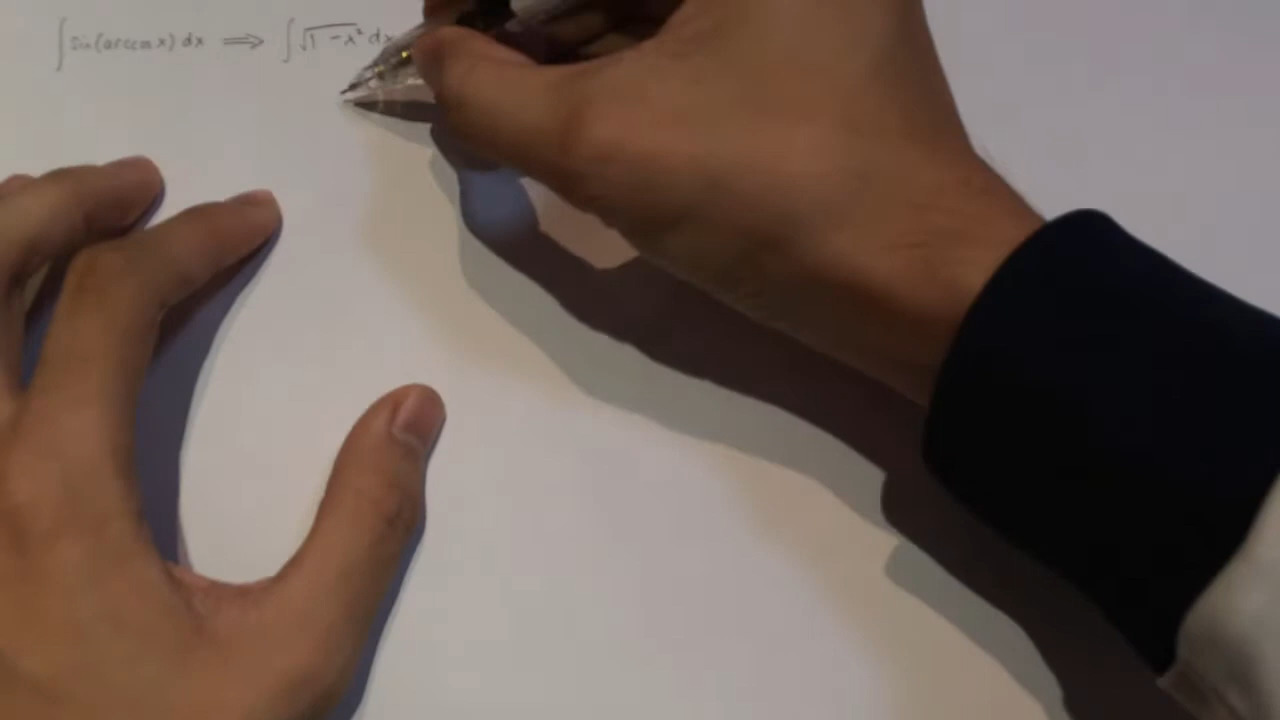 ∫ sin(arccos x) dx ⟹ ∫ √1 - x² dx